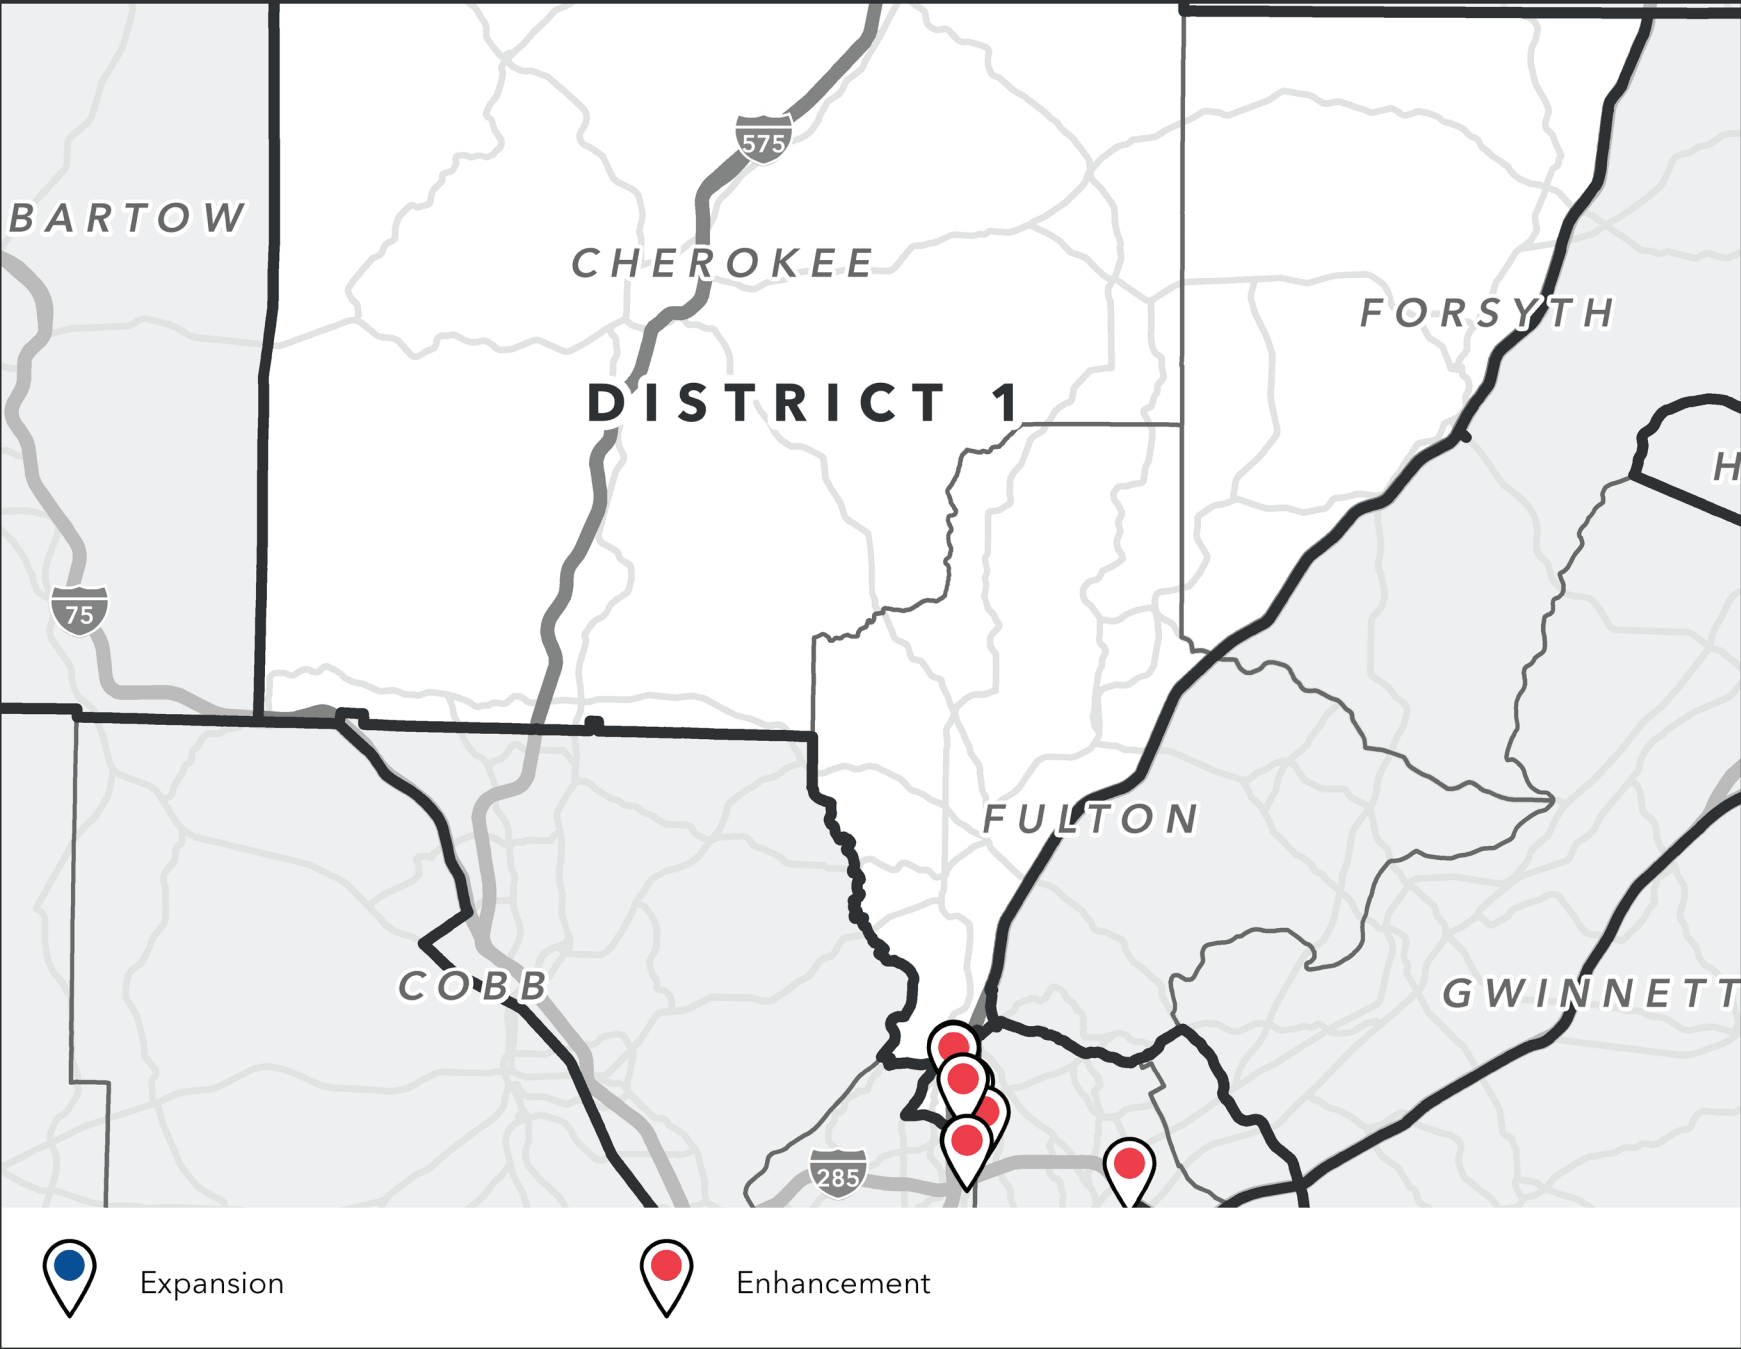 575
BARTOW
CHEROKEE
FORSYTH
DISTRICT 1
H
75
FULTON
COBB
GWINNETT
285
Expansion
Enhancement